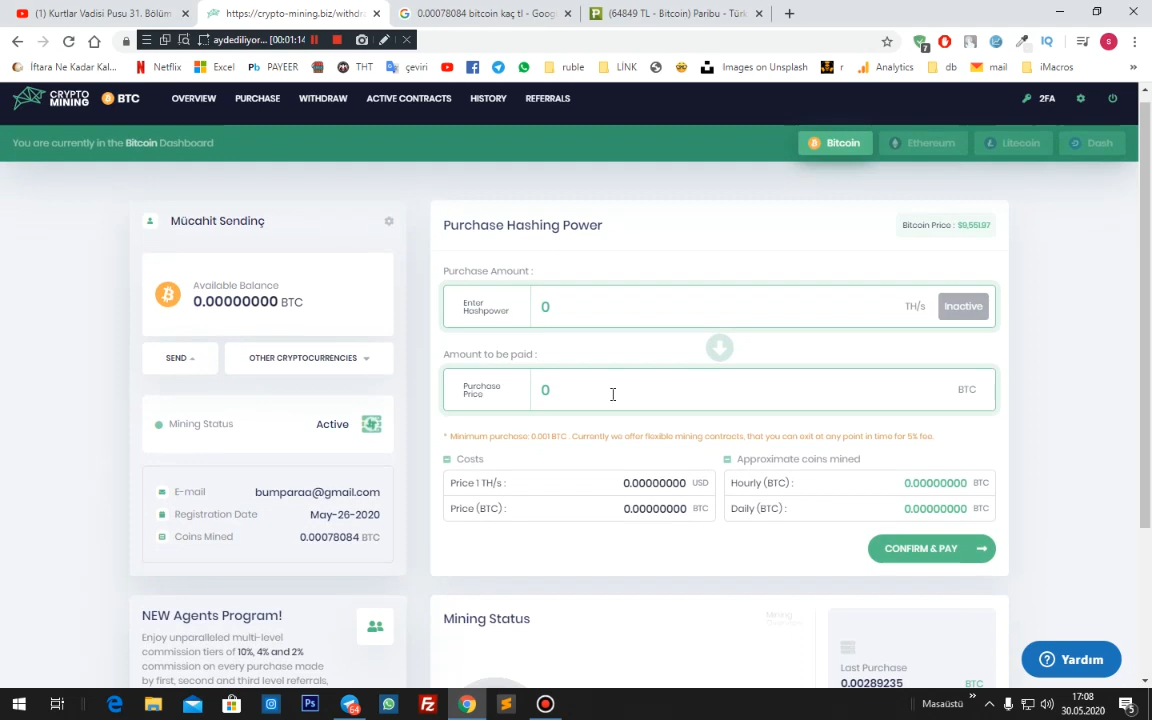 (1) Kurtlar Vadisi Pusu 31. Bölüm
https://crypto-mining.biz/withdr
0.00078084 bitcoin kaç tl - Goog
(64849 TL - Bitcoin) Paribu - Türk
aydediliyor... [00:01:14]
İftara Ne Kadar Kal...
Netflix
Excel
PAYEER
THT
çeviri
ruble
LİNK
Images on Unsplash
r
Analytics
db
mail
iMacros
CRYPTO MINING
BTC
OVERVIEW
PURCHASE
WITHDRAW
ACTIVE CONTRACTS
HISTORY
REFERRALS
2FA
You are currently in the Bitcoin Dashboard
Bitcoin
Ethereum
Litecoin
Dash
Mücahit Sendinç
Available Balance
0.00000000 BTC
SEND
OTHER CRYPTOCURRENCIES
Mining Status
Active
E-mail
bumparaa@gmail.com
Registration Date
May-26-2020
Coins Mined
0.00078084 BTC
NEW Agents Program!
Enjoy unparalleled multi-level
commission tiers of 10%, 4% and 2%
commission on every purchase made
by first, second and third level referrals,
Purchase Hashing Power
Bitcoin Price : $9,551.97
Purchase Amount :
Enter
Hashpower
0
TH/s
Inactive
Amount to be paid :
Purchase
Price
0
BTC
* Minimum purchase: 0.001 BTC . Currently we offer flexible mining contracts, that you can exit at any point in time for 5% fee.
Costs
Price 1 TH/s :
0.00000000 USD
Price (BTC) :
0.00000000 BTC
Approximate coins mined
Hourly (BTC) :
0.00000000 BTC
Daily (BTC) :
0.00000000 BTC
CONFIRM & PAY
Mining Status
Last Purchase
0.00289235 BTC
Yardım
Masaüstü
17:08
30.05.2020